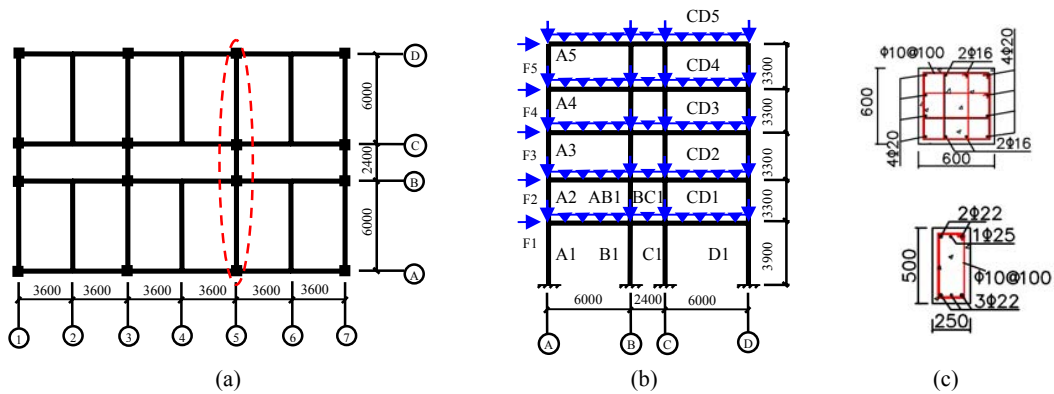 D
C
B
A
6000
2400
6000
3600 3600 3600 3600 3600 3600
1 2 3 4 5 6 7
(a)
CD5
F5 A5 CD4 3300
F4 A4 CD3 3300
F3 A3 CD2 3300
F2 A2 AB1 BC1 CD1 3300
F1 A1 B1 C1 D1 3900
6000 2400 6000
A B C D
(b)
Φ10@100 2Φ16
4Φ20
600
4Φ20
600
2Φ16
2Φ22
1Φ25
500
Φ10@100
3Φ22
250
(c)